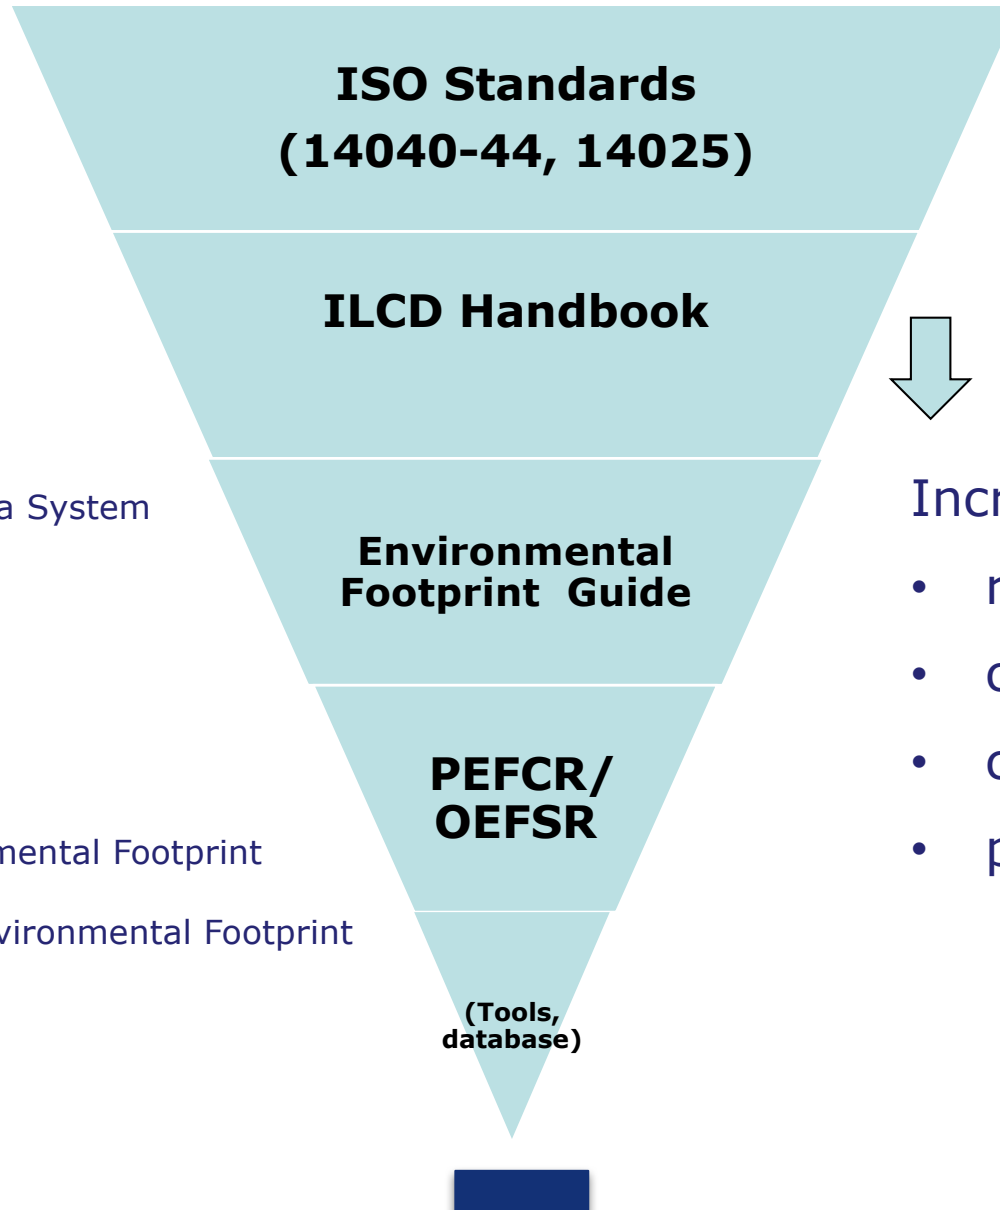 ISO Standards
(14040-44, 14025)
ILCD Handbook
a System
Environmental
Footprint Guide
PEFCR/
OEFSR
mental Footprint
vironmental Footprint
(Tools,
database)
•
•
•
•